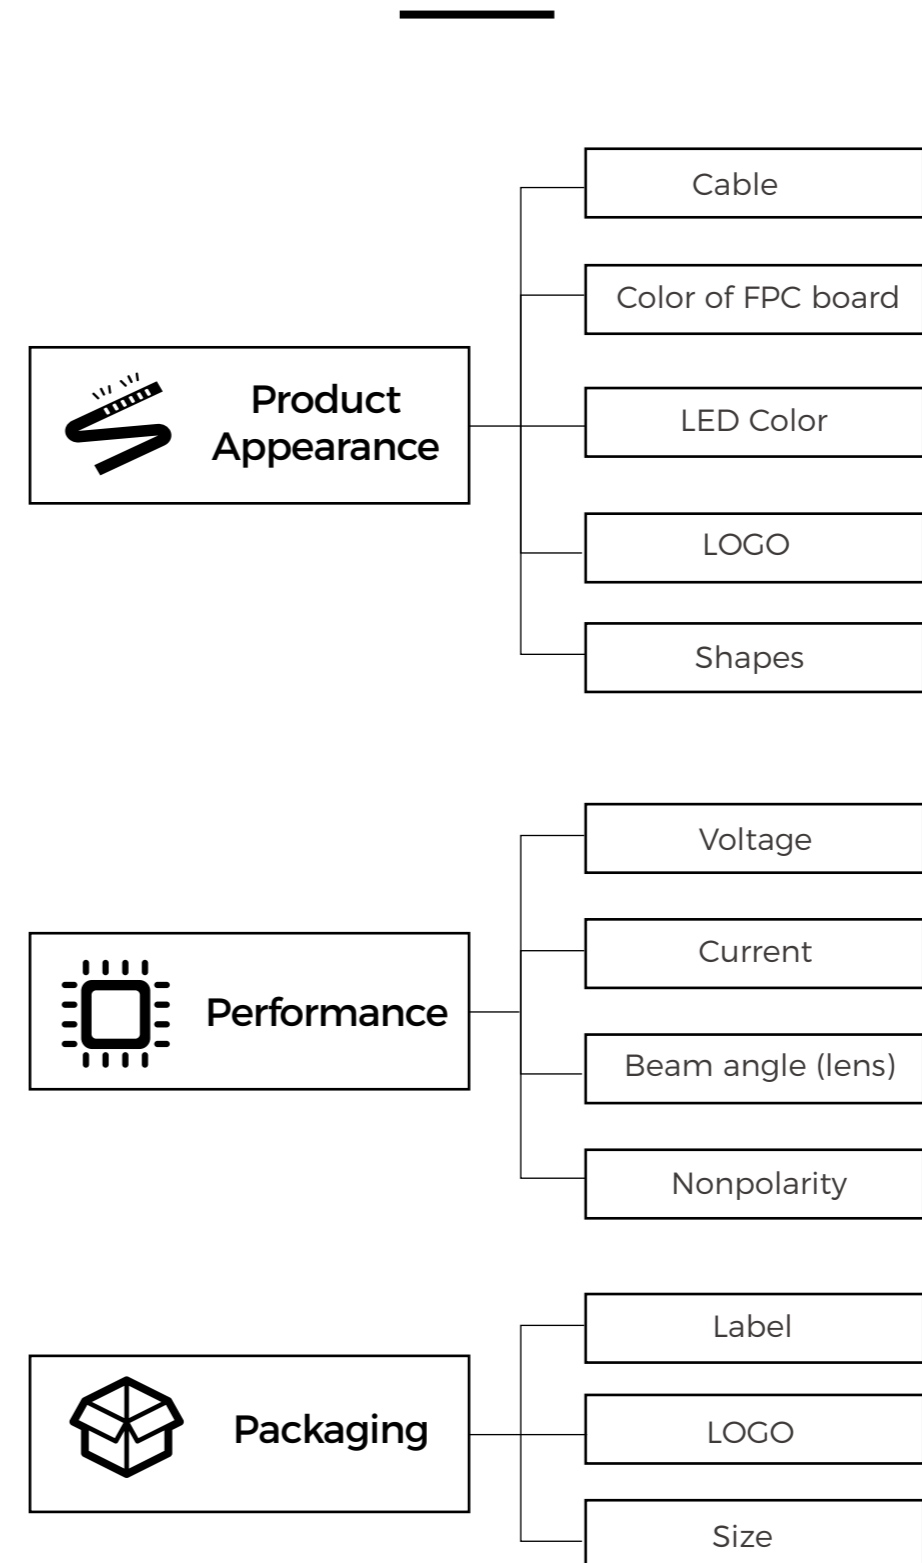 Product
Appearance
Cable
Color of FPC board
LED Color
LOGO
Shapes
Performance
Voltage
Current
Beam angle (lens)
Nonpolarity
Packaging
Label
LOGO
Size